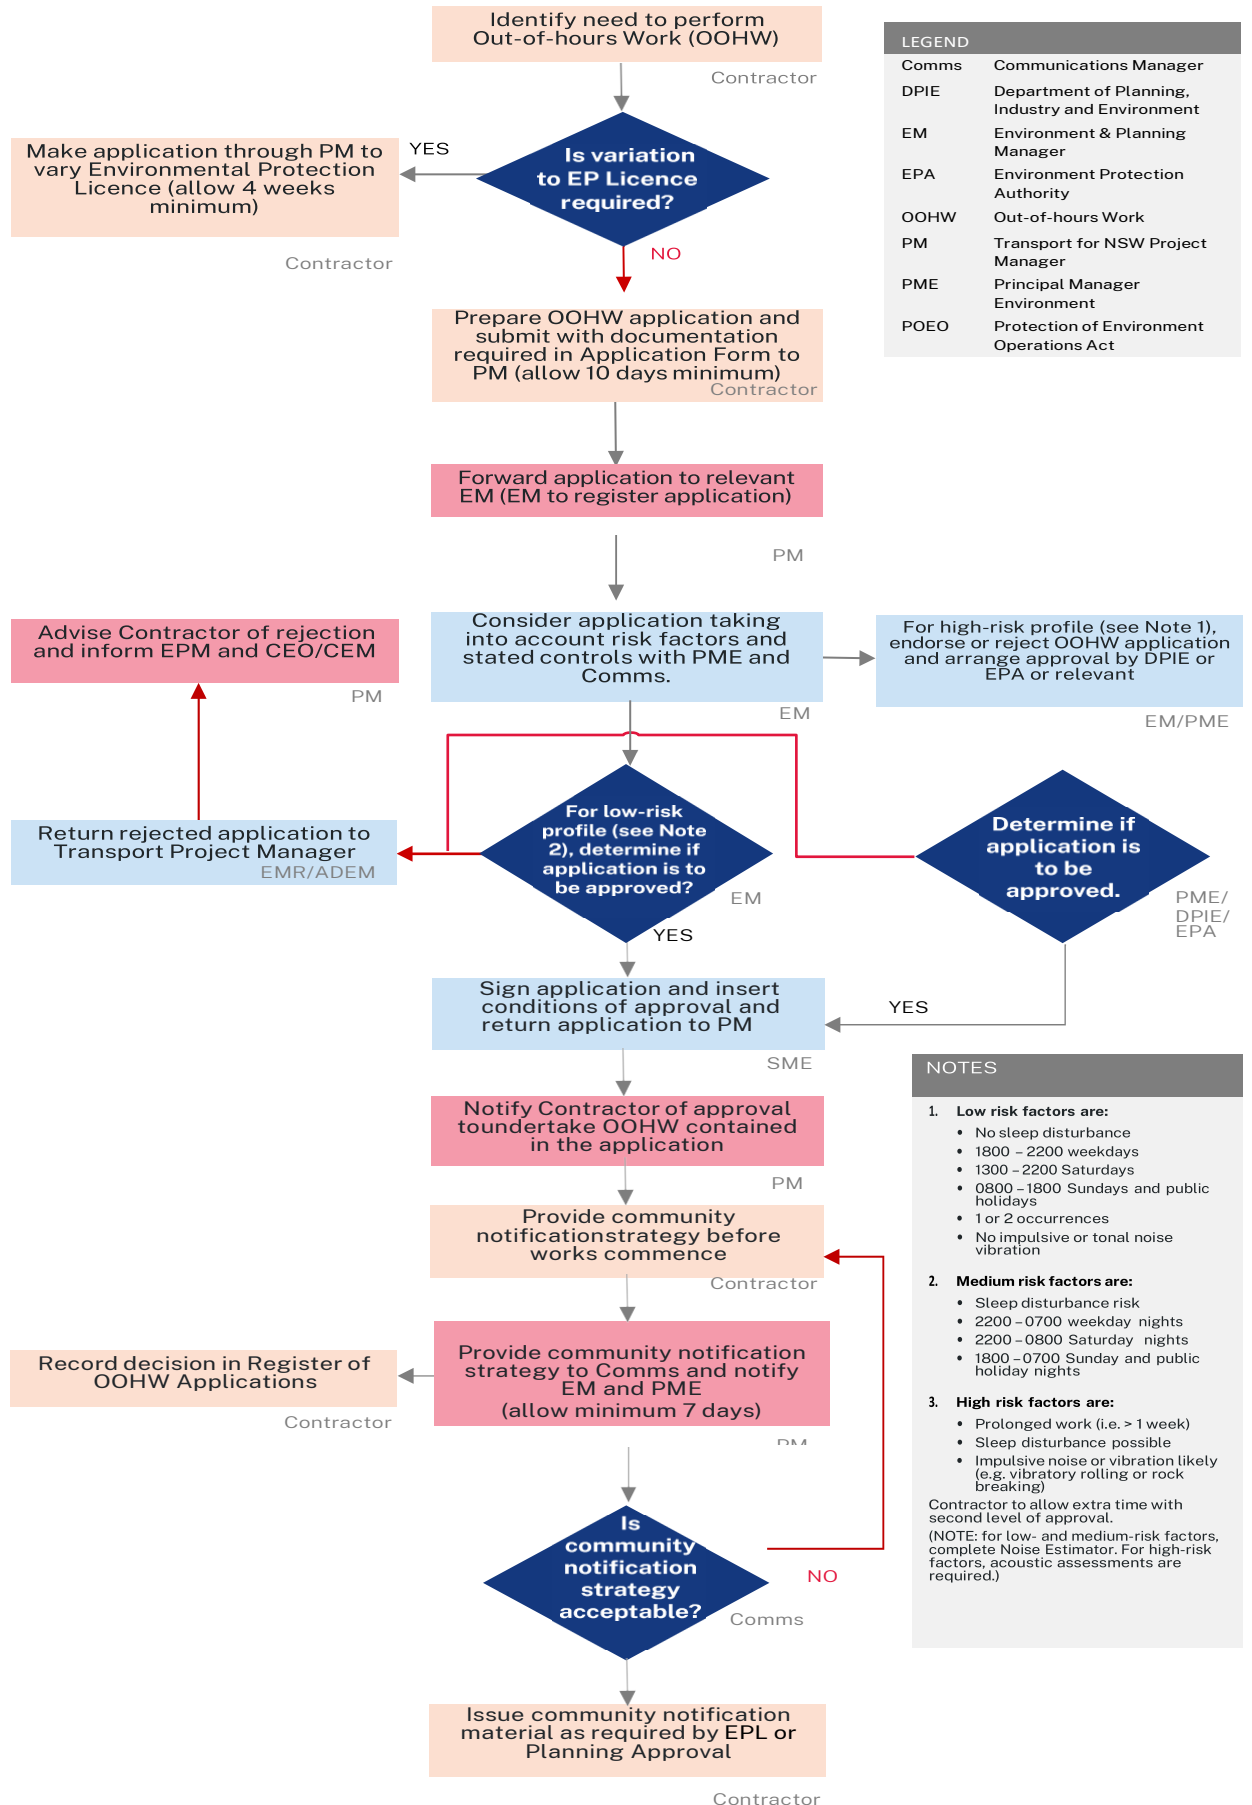 Identify need to perform
Out-of-hours Work (OOHW)
Contractor
LEGEND
Comms Communications Manager
DPIE Department of Planning,
Industry and Environment
EM Environment & Planning
Manager
EPA Environment Protection
Authority
OOHW Out-of-hours Work
PM Transport for NSW Project
Manager
PME Principal Manager
Environment
POEO Protection of Environment
Operations Act
Is variation
to EP Licence
required?
YES
Make application through PM to
vary Environmental Protection
Licence (allow 4 weeks
minimum)
Contractor
NO
Prepare OOHW application and
submit with documentation
required in Application Form to
PM (allow 10 days minimum)
Contractor
Forward application to relevant
EM (EM to register application)
PM
Consider application taking
into account risk factors and
stated controls with PME and
Comms.
EM
For high-risk profile (see Note 1),
endorse or reject OOHW application
and arrange approval by DPIE or
EPA or relevant
EM/PME
Advise Contractor of rejection
and inform EPM and CEO/CEM
PM
Return rejected application to
Transport Project Manager
EMR/ADEM
For low-risk
profile (see Note
2), determine if
application is to
be approved?
EM
YES
Determine if
application is
to be
approved.
PME/
DPIE/
EPA
YES
Sign application and insert
conditions of approval and
return application to PM
SME
Notify Contractor of approval
toundertake OOHW contained
in the application
PM
Provide community
notificationstrategy before
works commence
Contractor
Provide community notification
strategy to Comms and notify
EM and PME
(allow minimum 7 days)
PM
Record decision in Register of
OOHW Applications
Contractor
Is
community
notification
strategy
acceptable?
Comms
NO
Issue community notification
material as required by EPL or
Planning Approval
Contractor
NOTES
1. Low risk factors are:
• No sleep disturbance
• 1800 – 2200 weekdays
• 1300 – 2200 Saturdays
• 0800 – 1800 Sundays and public
holidays
• 1 or 2 occurrences
• No impulsive or tonal noise
vibration
2. Medium risk factors are:
• Sleep disturbance risk
• 2200 – 0700 weekday nights
• 2200 – 0800 Saturday nights
• 1800 – 0700 Sunday and public
holiday nights
3. High risk factors are:
• Prolonged work (i.e. > 1 week)
• Sleep disturbance possible
• Impulsive noise or vibration likely
(e.g. vibratory rolling or rock
breaking)
Contractor to allow extra time with
second level of approval.
(NOTE: for low- and medium-risk factors,
complete Noise Estimator. For high-risk
factors, acoustic assessments are
required.)